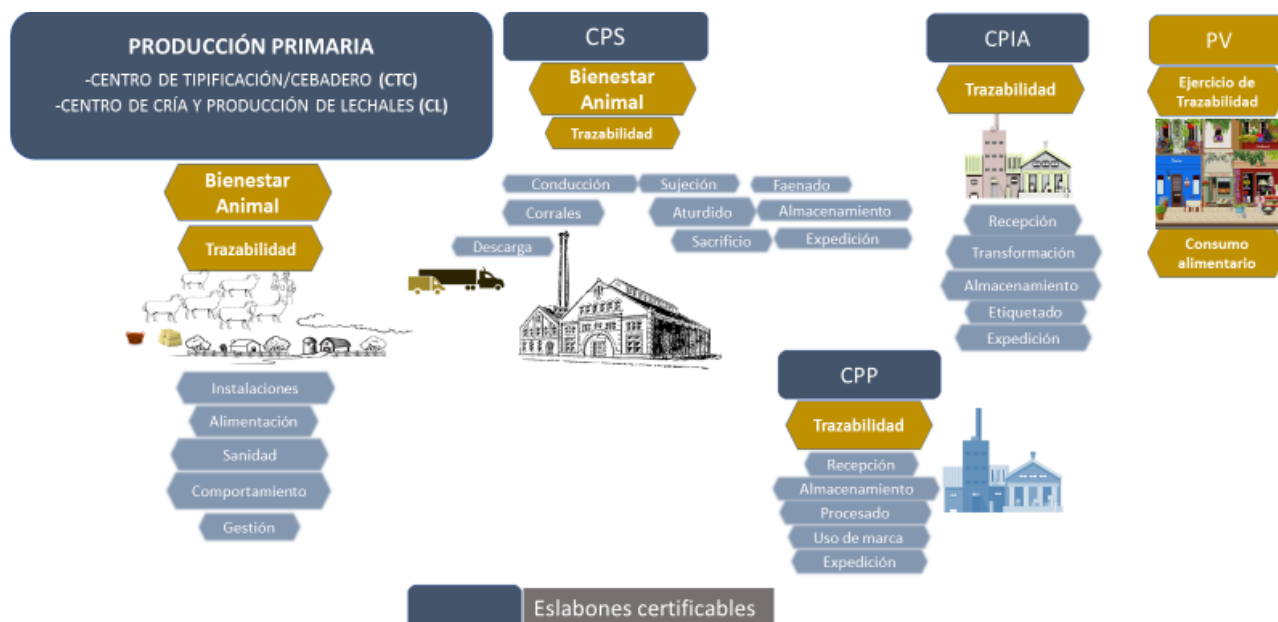 PRODUCCIÓN PRIMARIA
-CENTRO DE TIPIFICACIÓN/CEBADERO (CTC)
-CENTRO DE CRÍA Y PRODUCCIÓN DE LECHALES (CL)
Bienestar
Animal
Trazabilidad
Instalaciones
Alimentación
Sanidad
Comportamiento
Gestión
CPS
Bienestar
Animal
Trazabilidad
Descarga
Corrales
Conducción
Sujeción
Aturdido
Sacrificio
Faenado
Almacenamiento
Expedición
CPP
Trazabilidad
Recepción
Almacenamiento
Procesado
Uso de marca
Expedición
CPIA
Trazabilidad
Recepción
Transformación
Almacenamiento
Etiquetado
Expedición
PV
Ejercicio de
Trazabilidad
Consumo
alimentario
Eslabones certificables